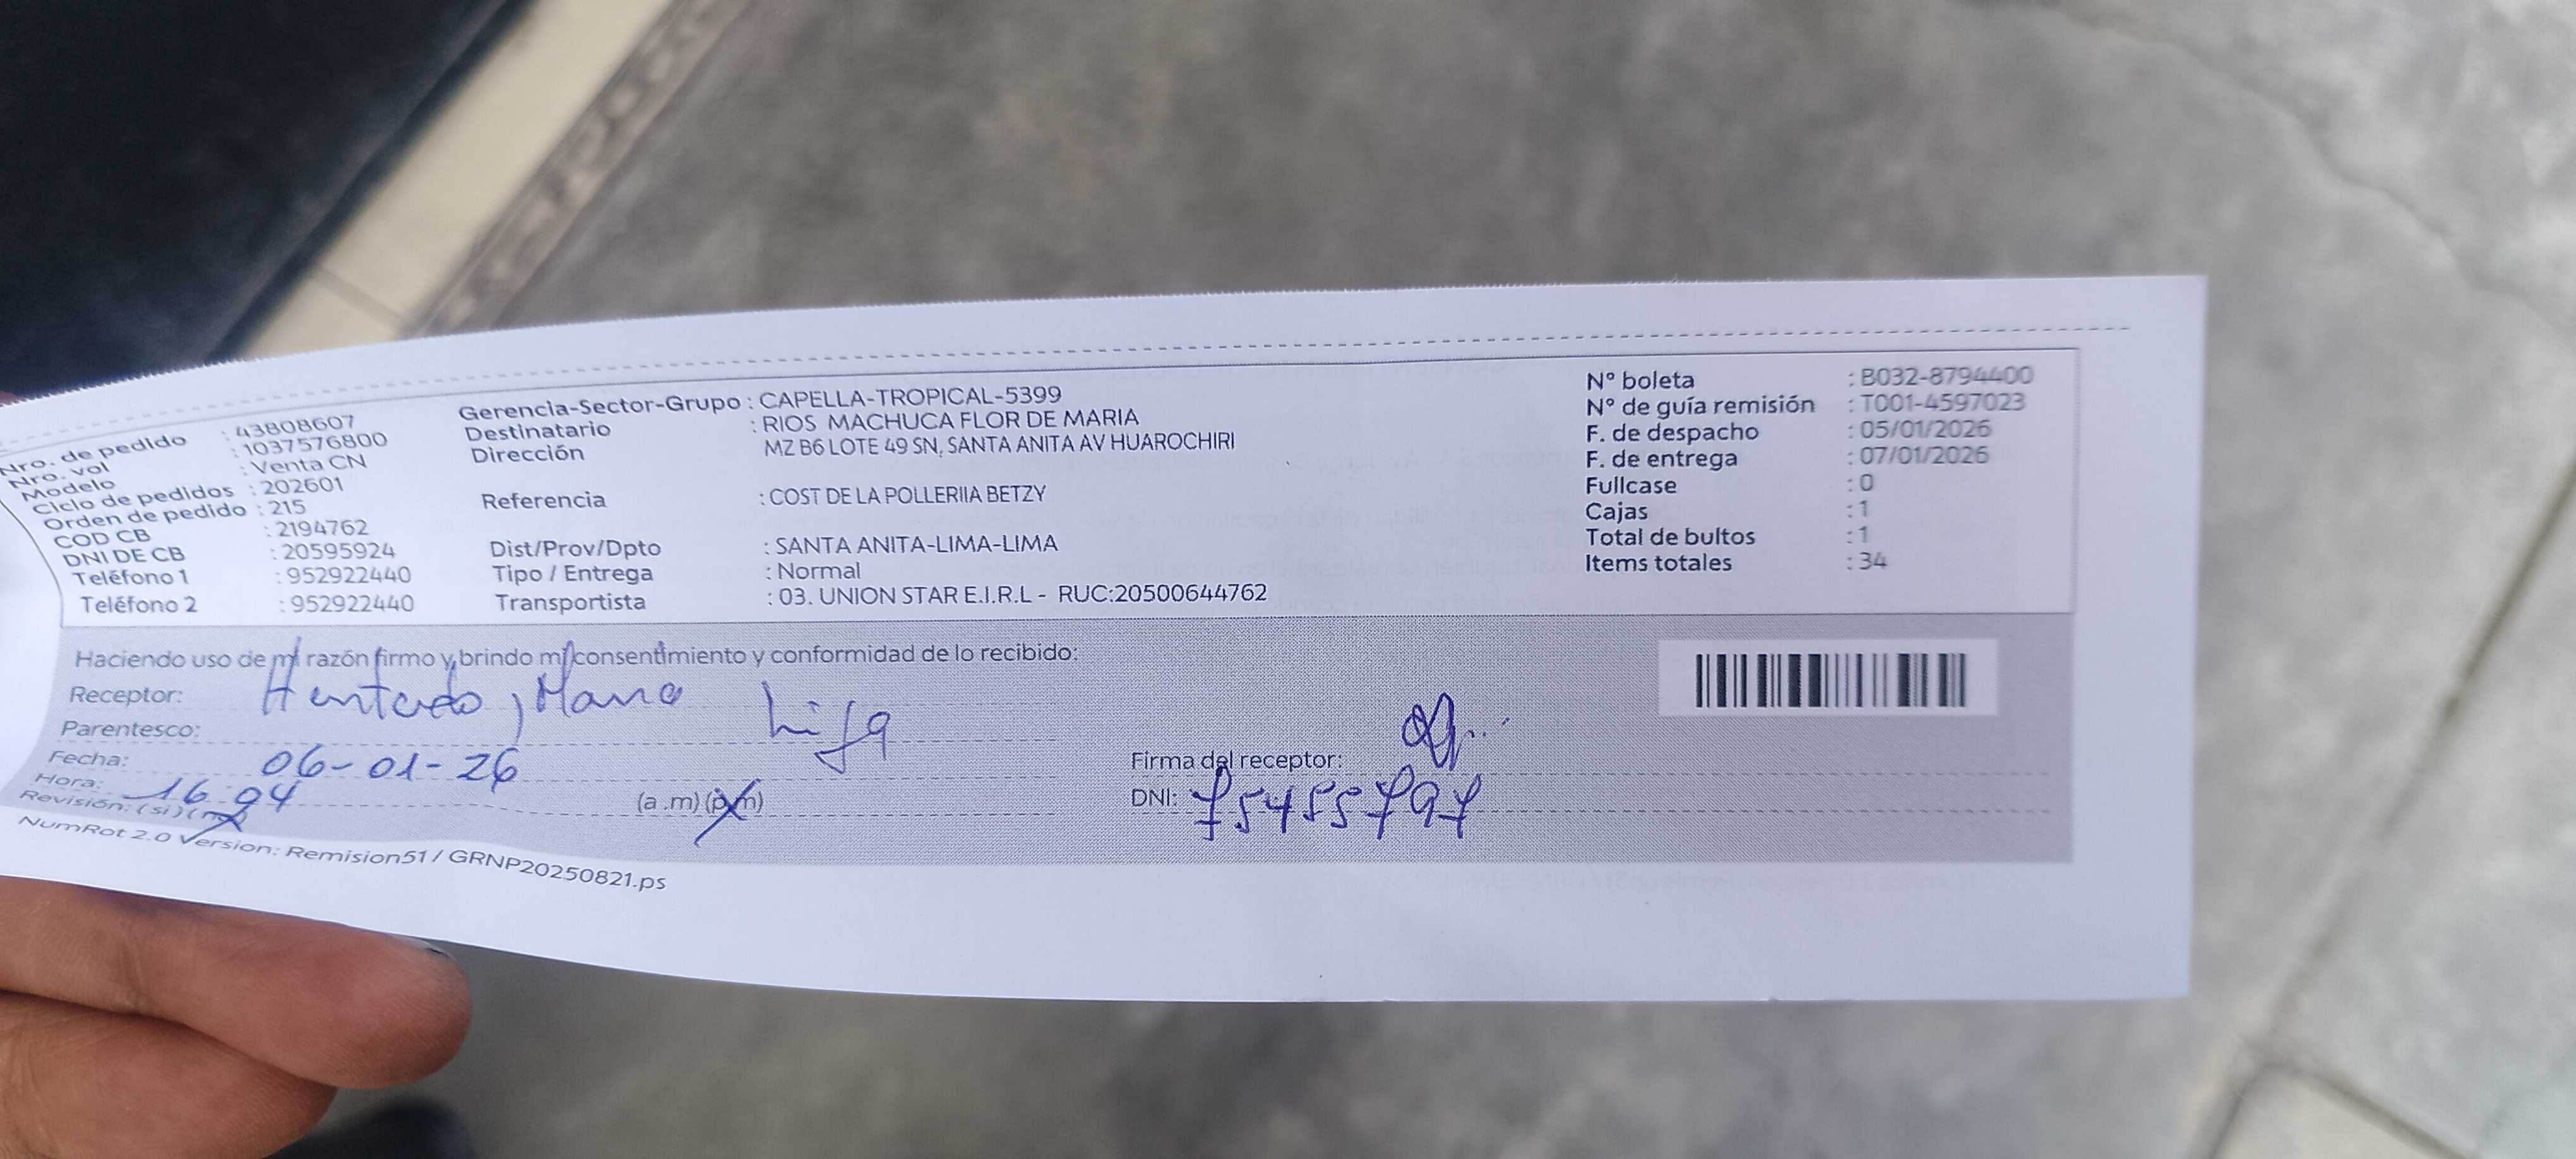 Nro. de pedido : 43808607
Nro. vol : 1037576800
Modelo : Venta CN
Ciclo de pedidos : 202601
Orden de pedido : 215
COD CB : 2194762
DNI DE CB : 20595924
Teléfono 1 : 952922440
Teléfono 2 : 952922440
Gerencia-Sector-Grupo : CAPELLA-TROPICAL-5399
Destinatario : RIOS MACHUCA FLOR DE MARIA
Dirección MZ B6 LOTE 49 SN, SANTA ANITA AV HUAROCHIRI
Referencia : COST DE LA POLLERIIA BETZY
Dist/Prov/Dpto : SANTA ANITA-LIMA-LIMA
Tipo / Entrega : Normal
Transportista : 03. UNION STAR E.I.R.L - RUC:20500644762
N° boleta : B032-8794400
N° de guía remisión : T001-4597023
F. de despacho : 05/01/2026
F. de entrega : 07/01/2026
Fullcase : 0
Cajas : 1
Total de bultos : 1
Items totales : 34
Haciendo uso de mi razón firmo y brindo mi consentimiento y conformidad de lo recibido:
Receptor:
Parentesco: hija
Fecha: 06-01-26
Hora: 16:04 (a.m) (p.m)
Revisión: (si) (no)
Firma del receptor:
DNI: 75455797
NumRot 2.0 Version: Remision51 / GRNP20250821.ps